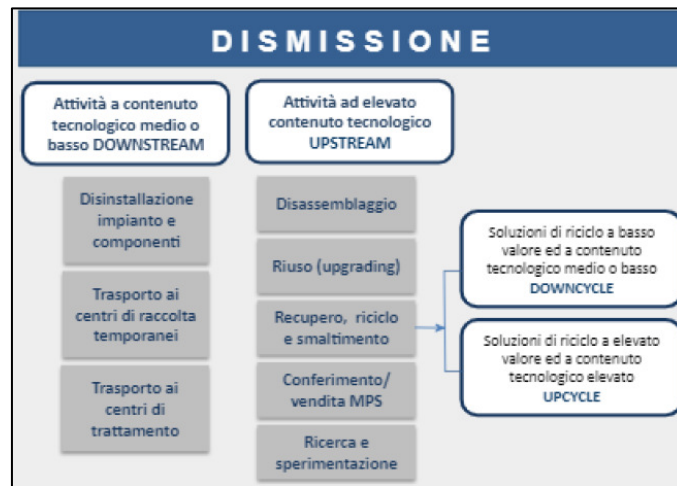 DISMISSIONE
Attività a contenuto
tecnologico medio o
basso DOWNSTREAM
Disinstallazione
impianto e
componenti
Trasporto ai
centri di raccolta
temporanei
Trasporto ai
centri di
trattamento
Attività ad elevato
contenuto tecnologico
UPSTREAM
Disassemblaggio
Riuso (upgrading)
Recupero, riciclo
e smaltimento
Conferimento/
vendita MPS
Ricerca e
sperimentazione
Soluzioni di riciclo a basso
valore ed a contenuto
tecnologico medio o basso
DOWNCYCLE
Soluzioni di riciclo a elevato
valore ed a contenuto
tecnologico elevato
UPCYCLE